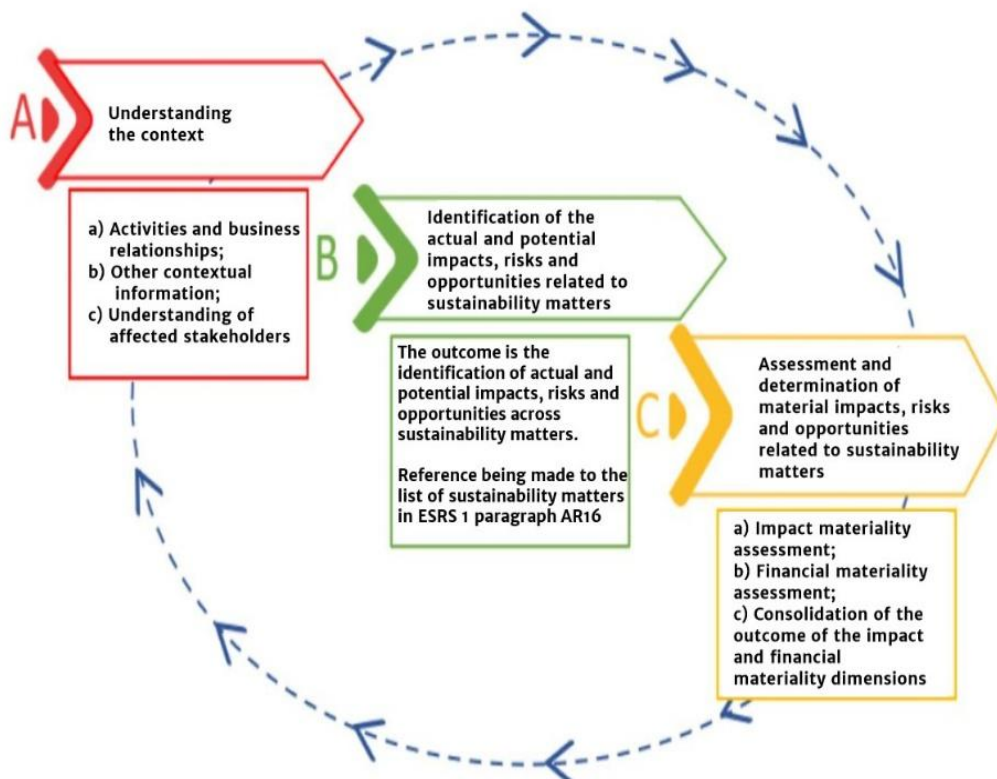 A
Understanding
the context
a) Activities and business
relationships;
b) Other contextual
information;
c) Understanding of
affected stakeholders
B
Identification of the
actual and potential
impacts, risks and
opportunities related to
sustainability matters
The outcome is the
identification of actual and
potential impacts, risks and
opportunities across
sustainability matters.
Reference being made to the
list of sustainability matters
in ESRS 1 paragraph AR16
C
Assessment and
determination of
material impacts, risks
and opportunities
related to sustainability
matters
a) Impact materiality
assessment;
b) Financial materiality
assessment;
c) Consolidation of the
outcome of the impact
and financial
materiality dimensions